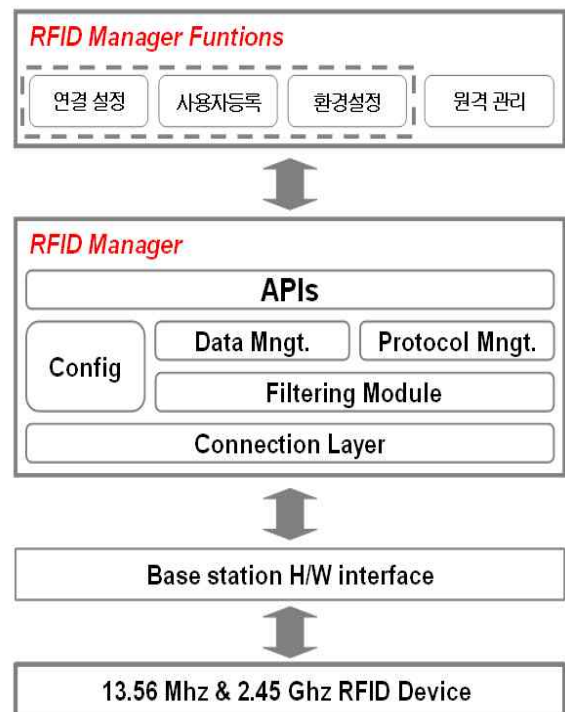 RFID Manager Funtions
연결 설정 사용자등록 환경설정 원격 관리
RFID Manager
APIs
Config
Data Mngt. Protocol Mngt.
Filtering Module
Connection Layer
Base station H/W interface
13.56 Mhz & 2.45 Ghz RFID Device